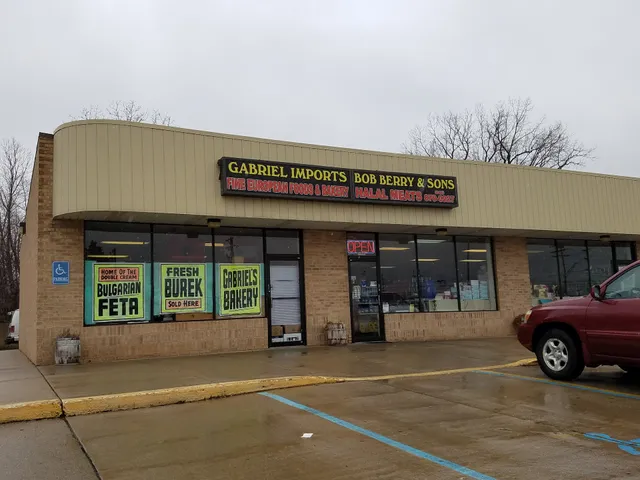 GABRIEL IMPORTS
FINE EUROPEAN FOODS & BAKERY
BOB BERRY & SONS
HALAL MEATS
OPEN
HOME OF THE
DOUBLE CREAM
BULGARIAN
FETA
FRESH
BUREK
SOLD HERE
GABRIEL'S
BAKERY